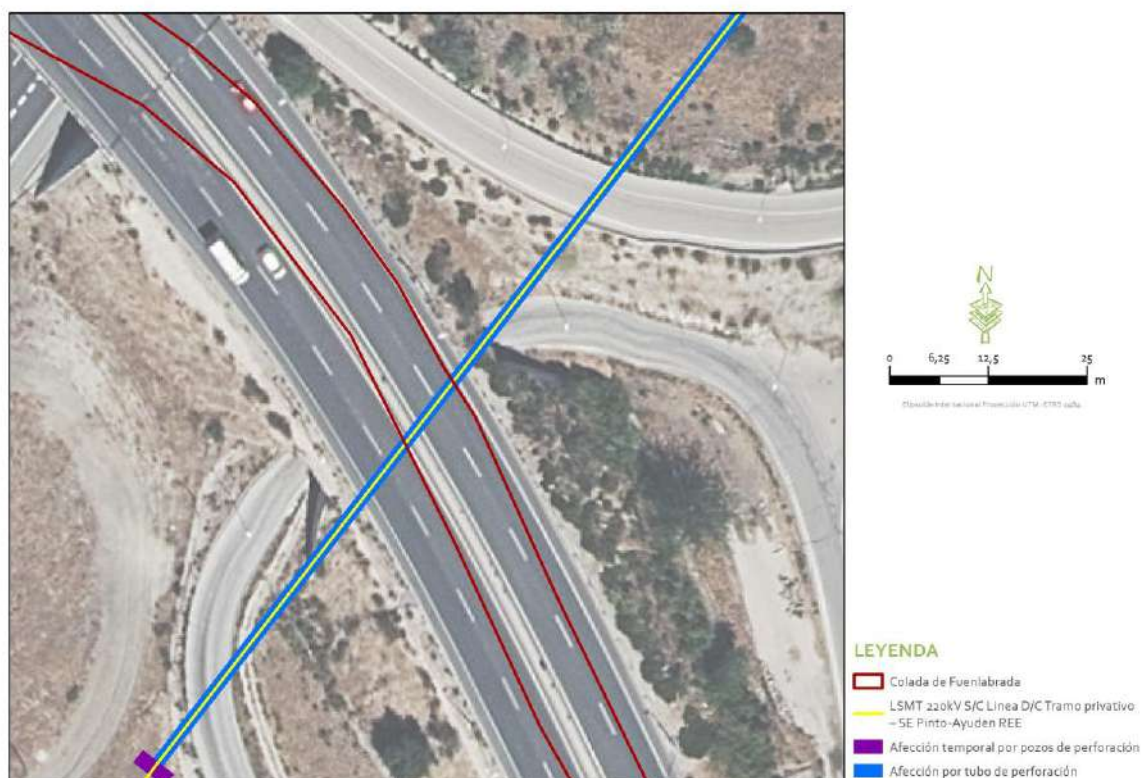 N
0 6,25 12,5 25
m
LEYENDA
Colada de Fuenlabrada
LSMT 220kV S/C Linea D/C Tramo privativo
– SE Pinto-Ayuden REE
Afección temporal por pozos de perforación
Afección por tubo de perforación